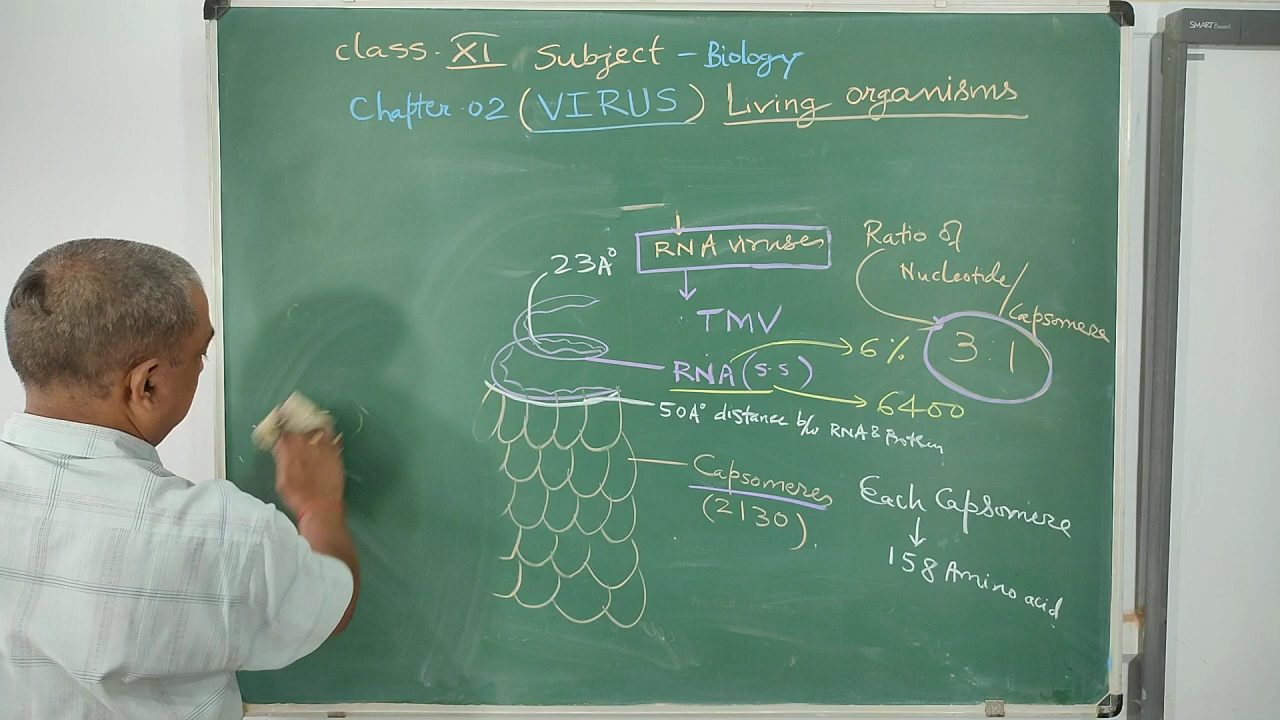 class - XI Subject - Biology
Chapter.02 (VIRUS) Living organisms
RNA viruses
TMV
23A°
RNA (s.s)
6%
6400
50A° distance b/w RNA & Protein
Capsomeres
(2130)
Ratio of
Nucleotide/
Capsomere
3:1
Each Capsomere
158 Amino acid
SMART Board